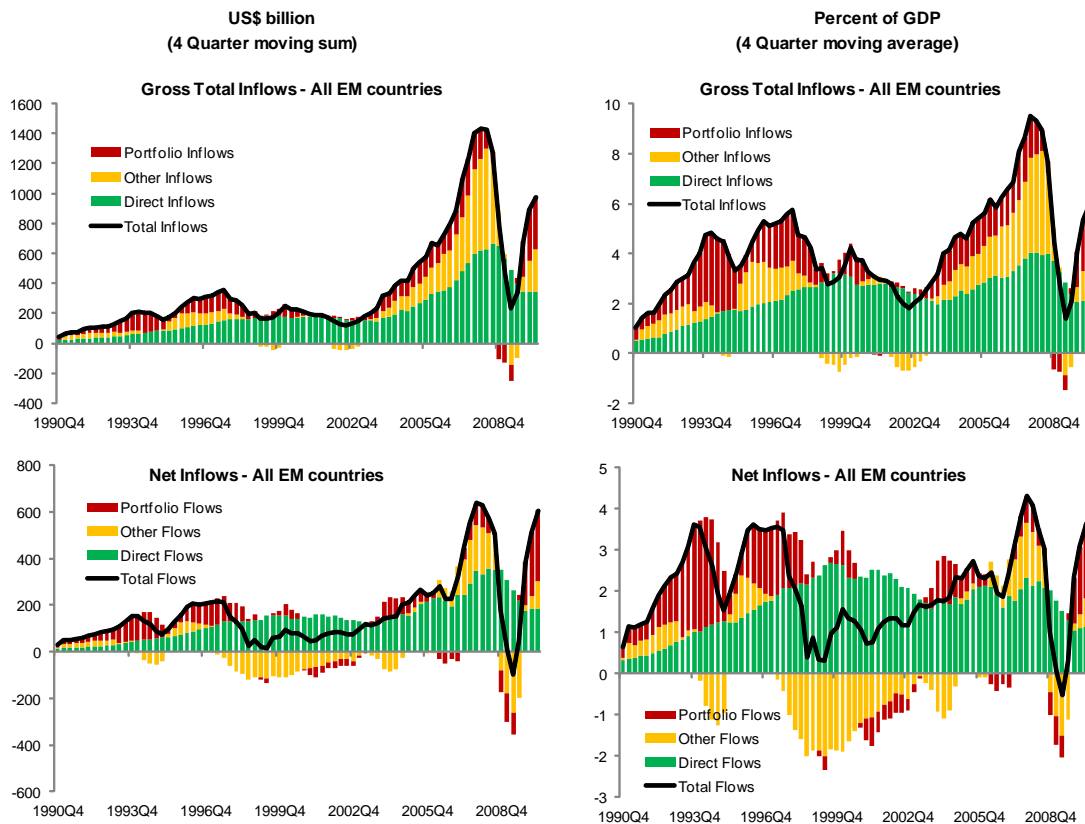 US$ billion
(4 Quarter moving sum)
Percent of GDP
(4 Quarter moving average)
Gross Total Inflows - All EM countries
1600
1400
1200
1000
800
600
400
200
0
-200
-400
Portfolio Inflows
Other Inflows
Direct Inflows
Total Inflows
1990Q4 1993Q4 1996Q4 1999Q4 2002Q4 2005Q4 2008Q4
Gross Total Inflows - All EM countries
10
8
6
4
2
0
-2
Portfolio Inflows
Other Inflows
Direct Inflows
Total Inflows
1990Q4 1993Q4 1996Q4 1999Q4 2002Q4 2005Q4 2008Q4
Net Inflows - All EM countries
800
600
400
200
0
-200
-400
-600
Portfolio Flows
Other Flows
Direct Flows
Total Flows
1990Q4 1993Q4 1996Q4 1999Q4 2002Q4 2005Q4 2008Q4
Net Inflows - All EM countries
5
4
3
2
1
0
-1
-2
-3
Portfolio Flows
Other Flows
Direct Flows
Total Flows
1990Q4 1993Q4 1996Q4 1999Q4 2002Q4 2005Q4 2008Q4